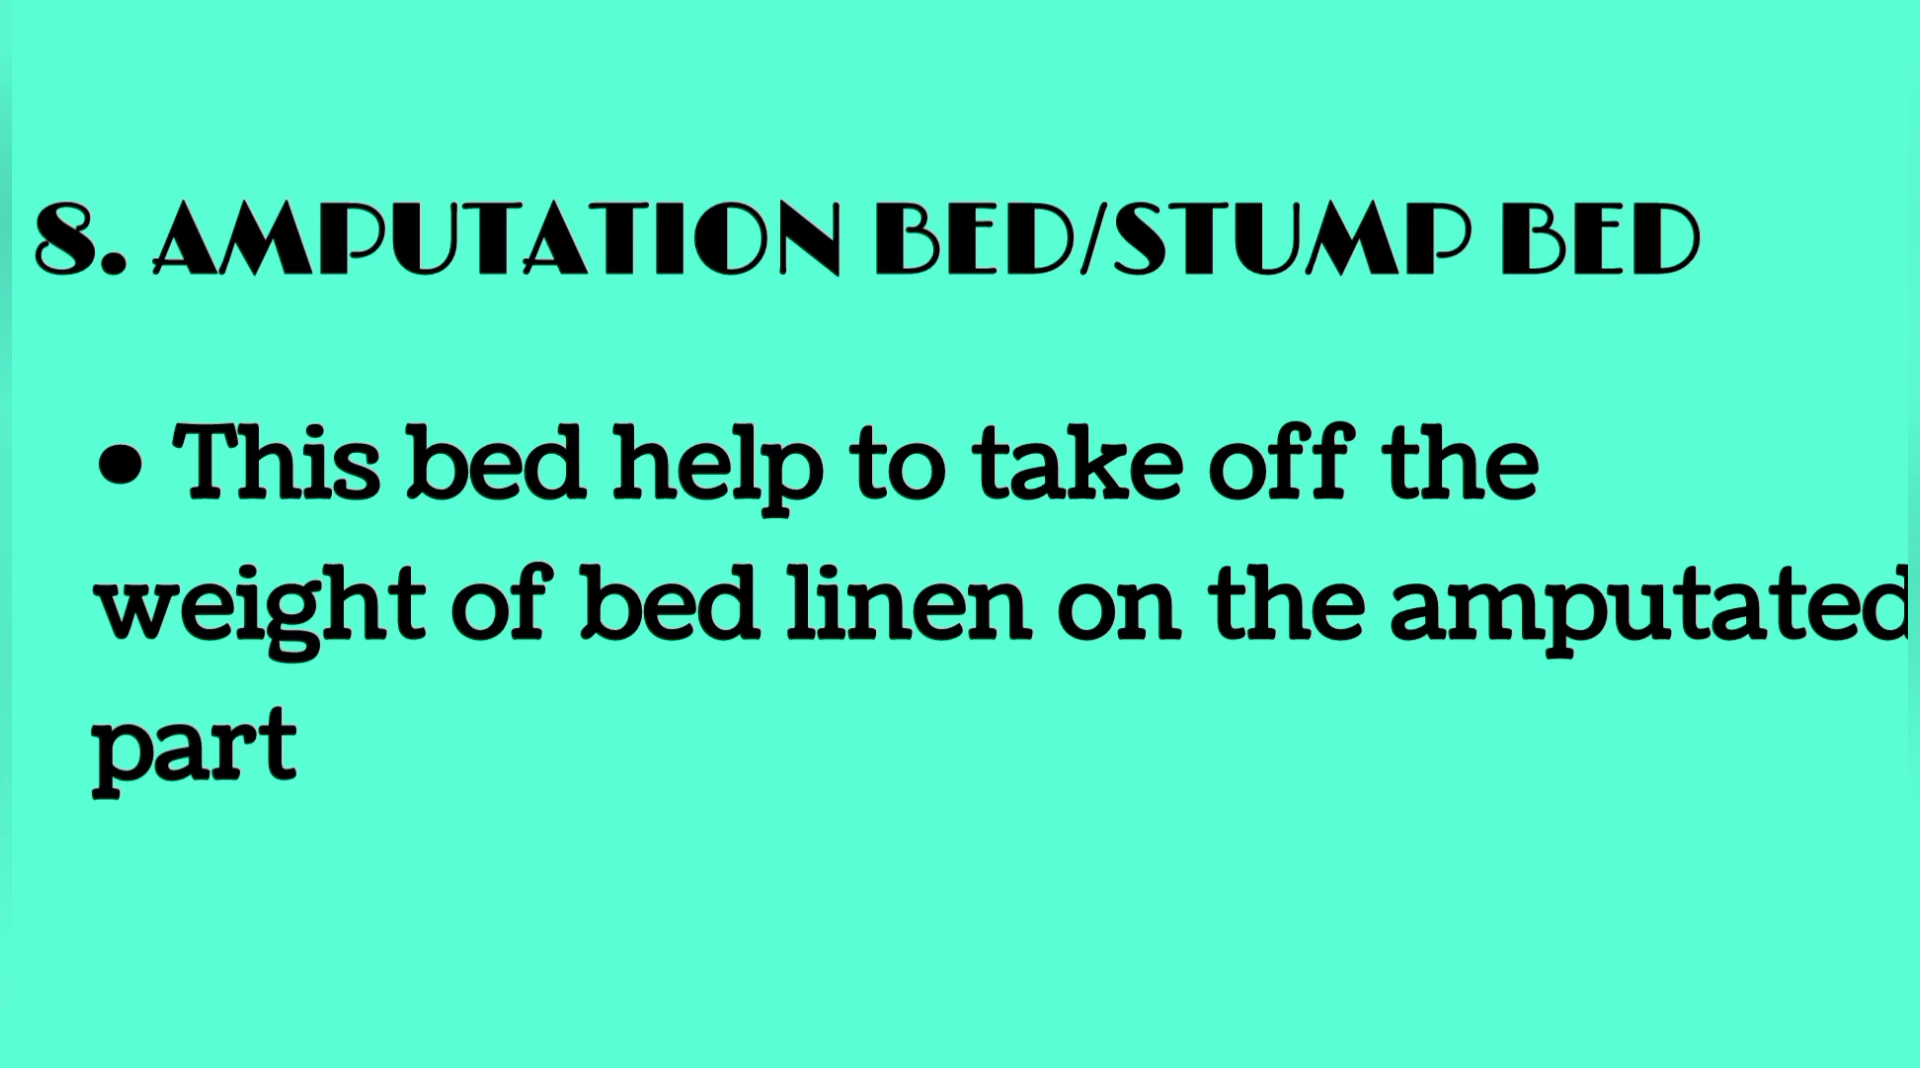 8. AMPUTATION BED/STUMP BED
• This bed help to take off the
weight of bed linen on the amputated
part